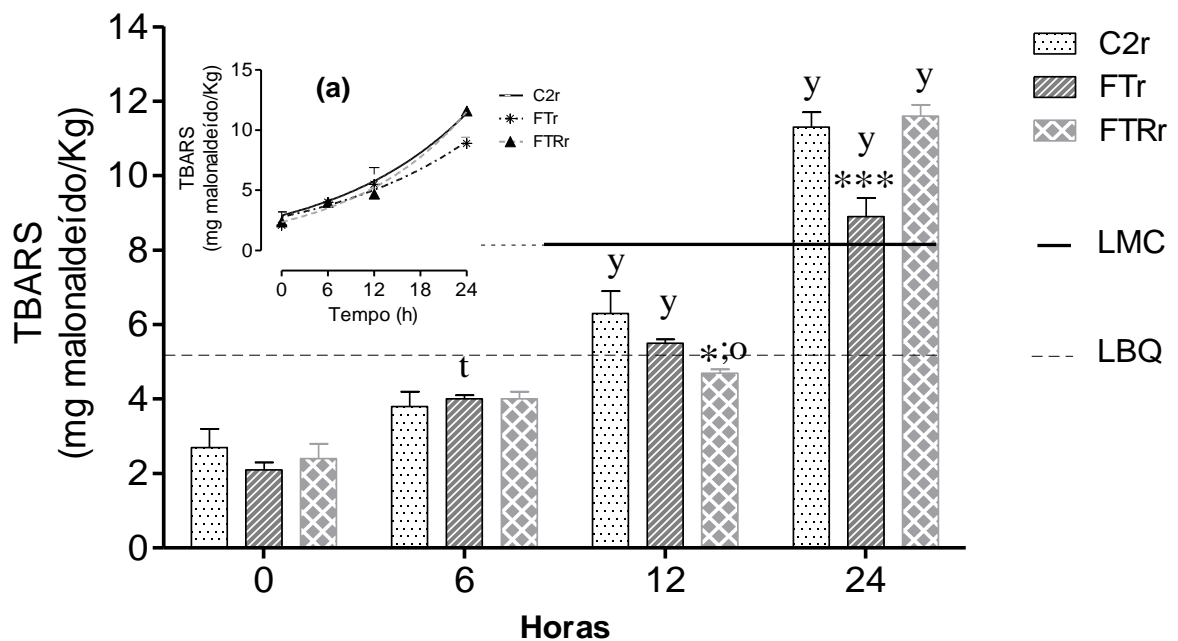 TBARS
(mg malonaldeído/Kg)
14
12
10
8
6
4
2
0
(a)
TBARS
(mg malonaldeído/Kg)
15
10
5
0
0 6 12 18 24
Tempo (h)
C2r
FTr
FTRr
t
y
y
*;o
y
y
***
y
0 6 12 24
Horas
C2r
FTr
FTRr
LMC
LBQ